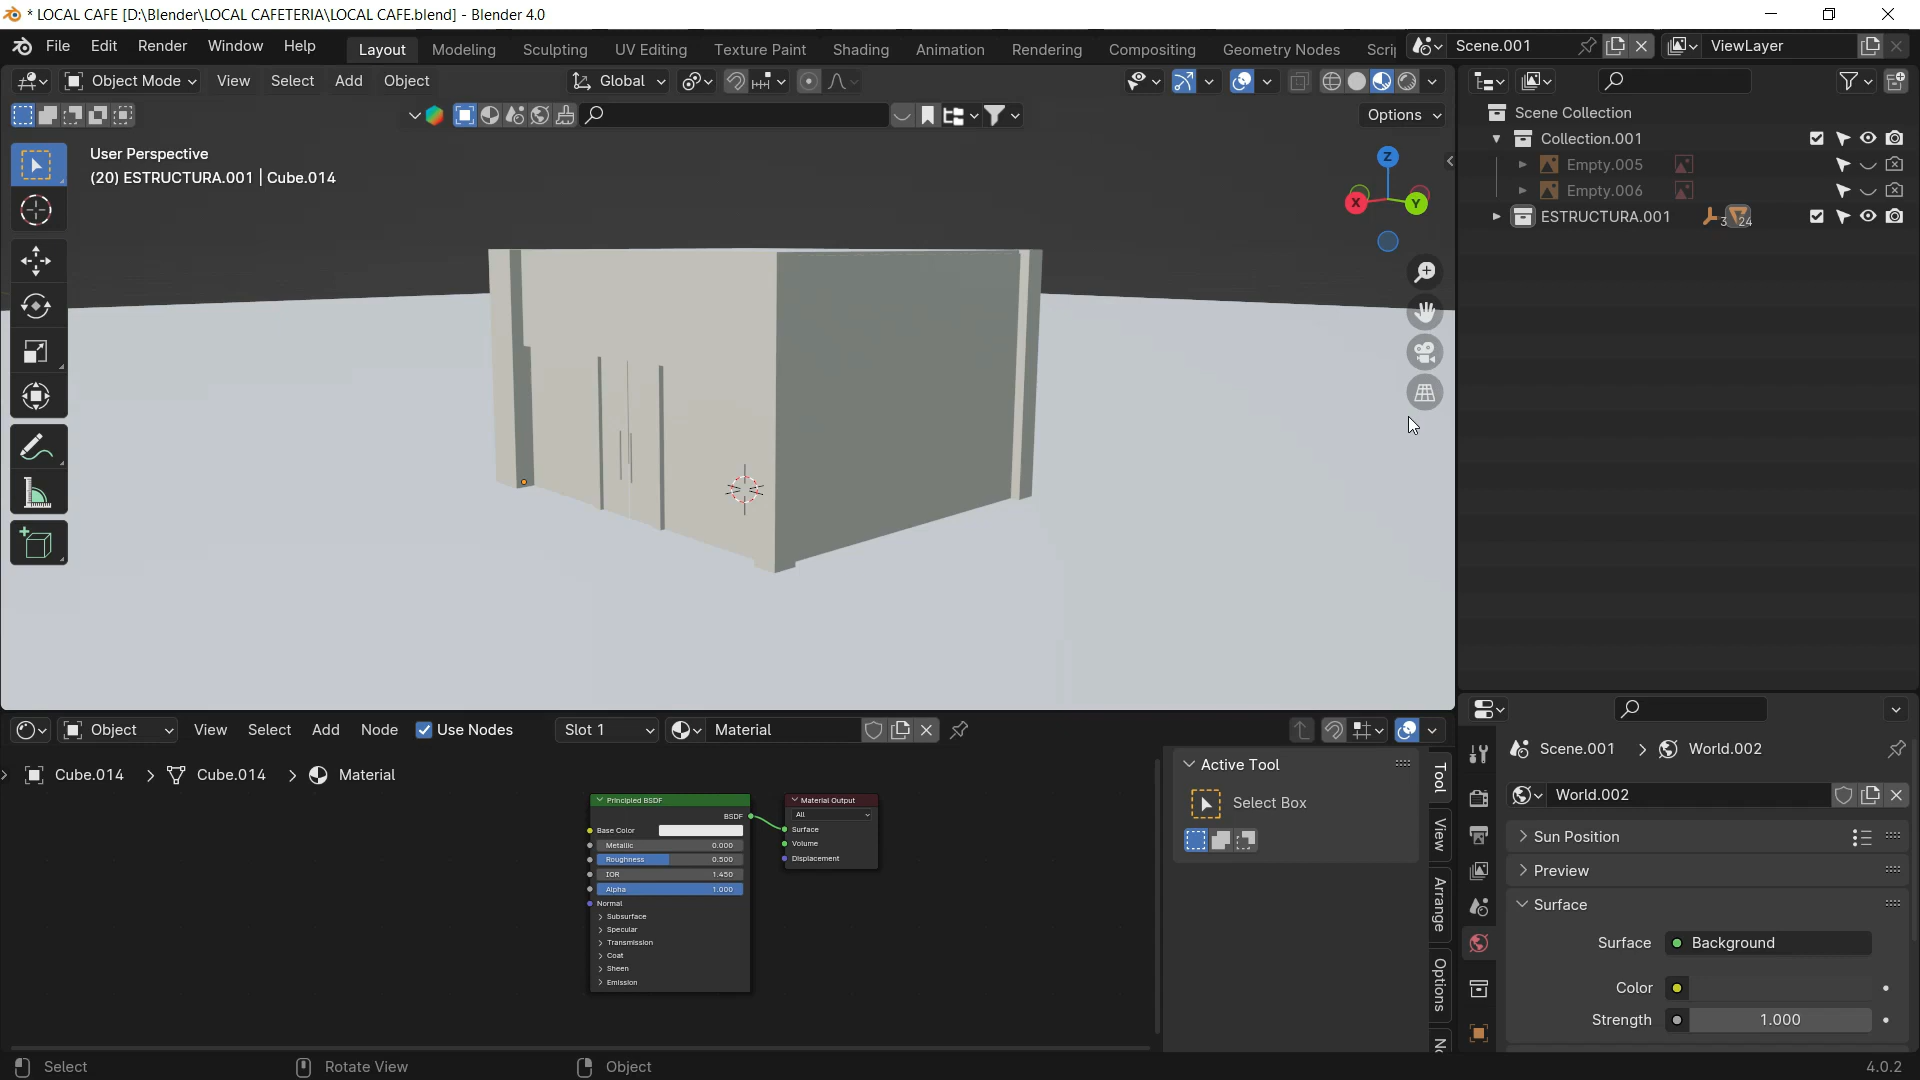 * LOCAL CAFE [D:\Blender\LOCAL CAFETERIA\LOCAL CAFE.blend] - Blender 4.0
File Edit Render Window Help Layout Modeling Sculpting UV Editing Texture Paint Shading Animation Rendering Compositing Geometry Nodes Scrip Scene.001 ViewLayer
Object Mode View Select Add Object Global
Options
User Perspective
(20) ESTRUCTURA.001 | Cube.014
Z
X
Y
Scene Collection
Collection.001
Empty.005
Empty.006
ESTRUCTURA.001 3 24
Object View Select Add Node Use Nodes Slot 1 Material
Cube.014 > Cube.014 > Material
Principled BSDF
BSDF
Base Color
Metallic 0.000
Roughness 0.500
IOR 1.450
Alpha 1.000
Normal
Subsurface
Specular
Transmission
Coat
Sheen
Emission
Material Output
All
Surface
Volume
Displacement
Active Tool
Select Box
Tool
View
Arrange
Options
Scene.001 > World.002
World.002
Sun Position
Preview
Surface
Surface Background
Color
Strength 1.000
Select Rotate View Object 4.0.2